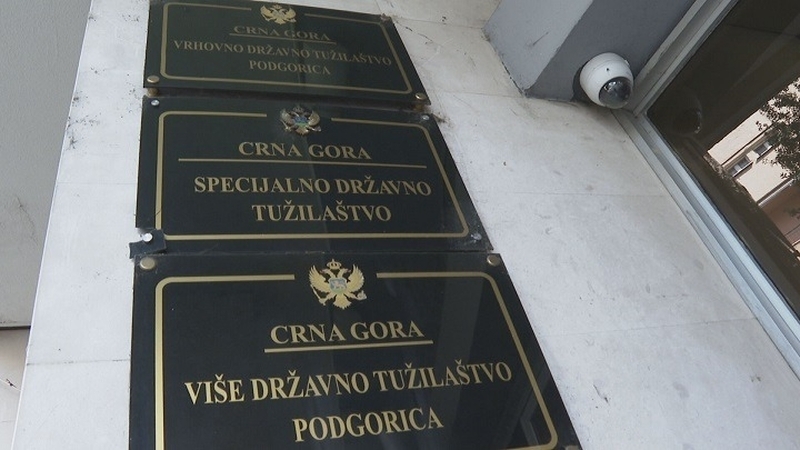 CRNA GORA
VRHOVNO DRŽAVNO TUŽILAŠTVO
PODGORICA
CRNA GORA
SPECIJALNO DRŽAVNO
TUŽILAŠTVO
CRNA GORA
VIŠE DRŽAVNO TUŽILAŠTVO
PODGORICA